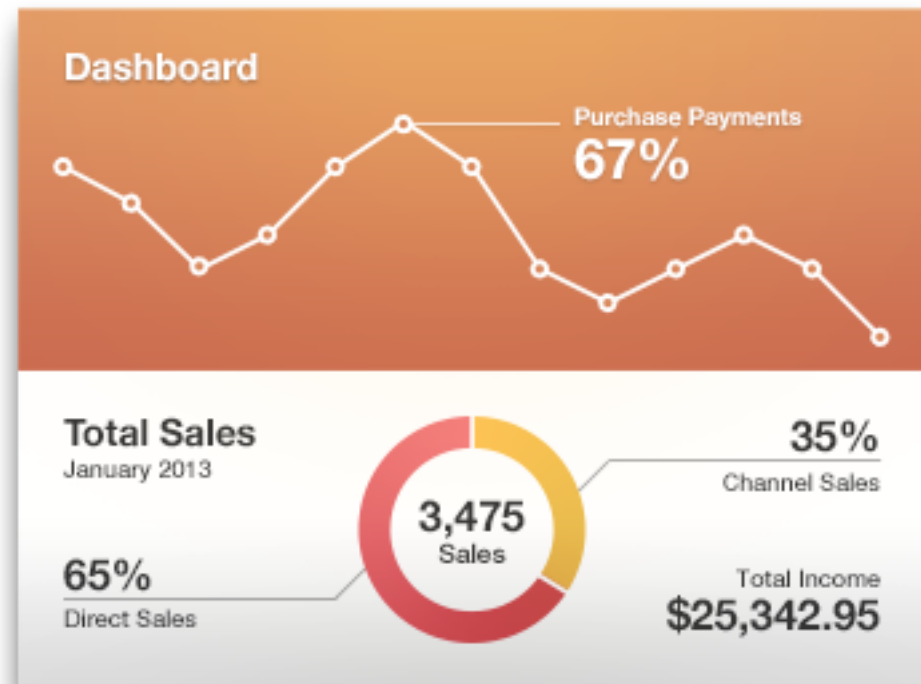 Dashboard
Purchase Payments
67%
Total Sales
January 2013
35%
Channel Sales
3,475
Sales
65%
Direct Sales
Total Income
$25,342.95